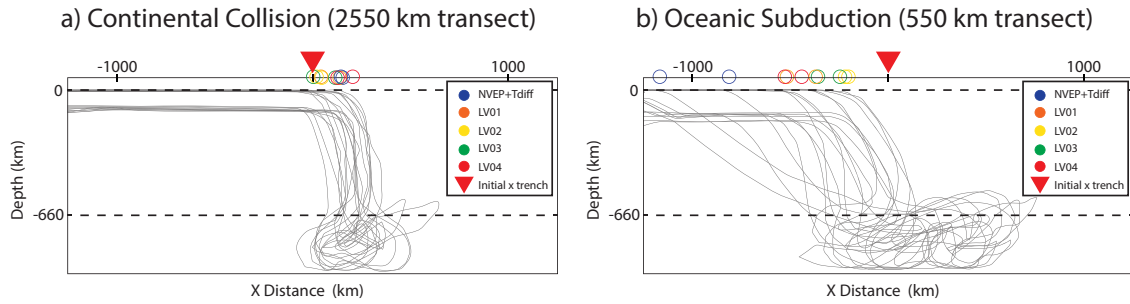 a) Continental Collision (2550 km transect)
-1000
1000
0
-660
Depth (km)
X Distance (km)
NVEP+Tdiff
LV01
LV02
LV03
LV04
Initial x trench
b) Oceanic Subduction (550 km transect)
-1000
1000
0
-660
Depth (km)
X Distance (km)
NVEP+Tdiff
LV01
LV02
LV03
LV04
Initial x trench